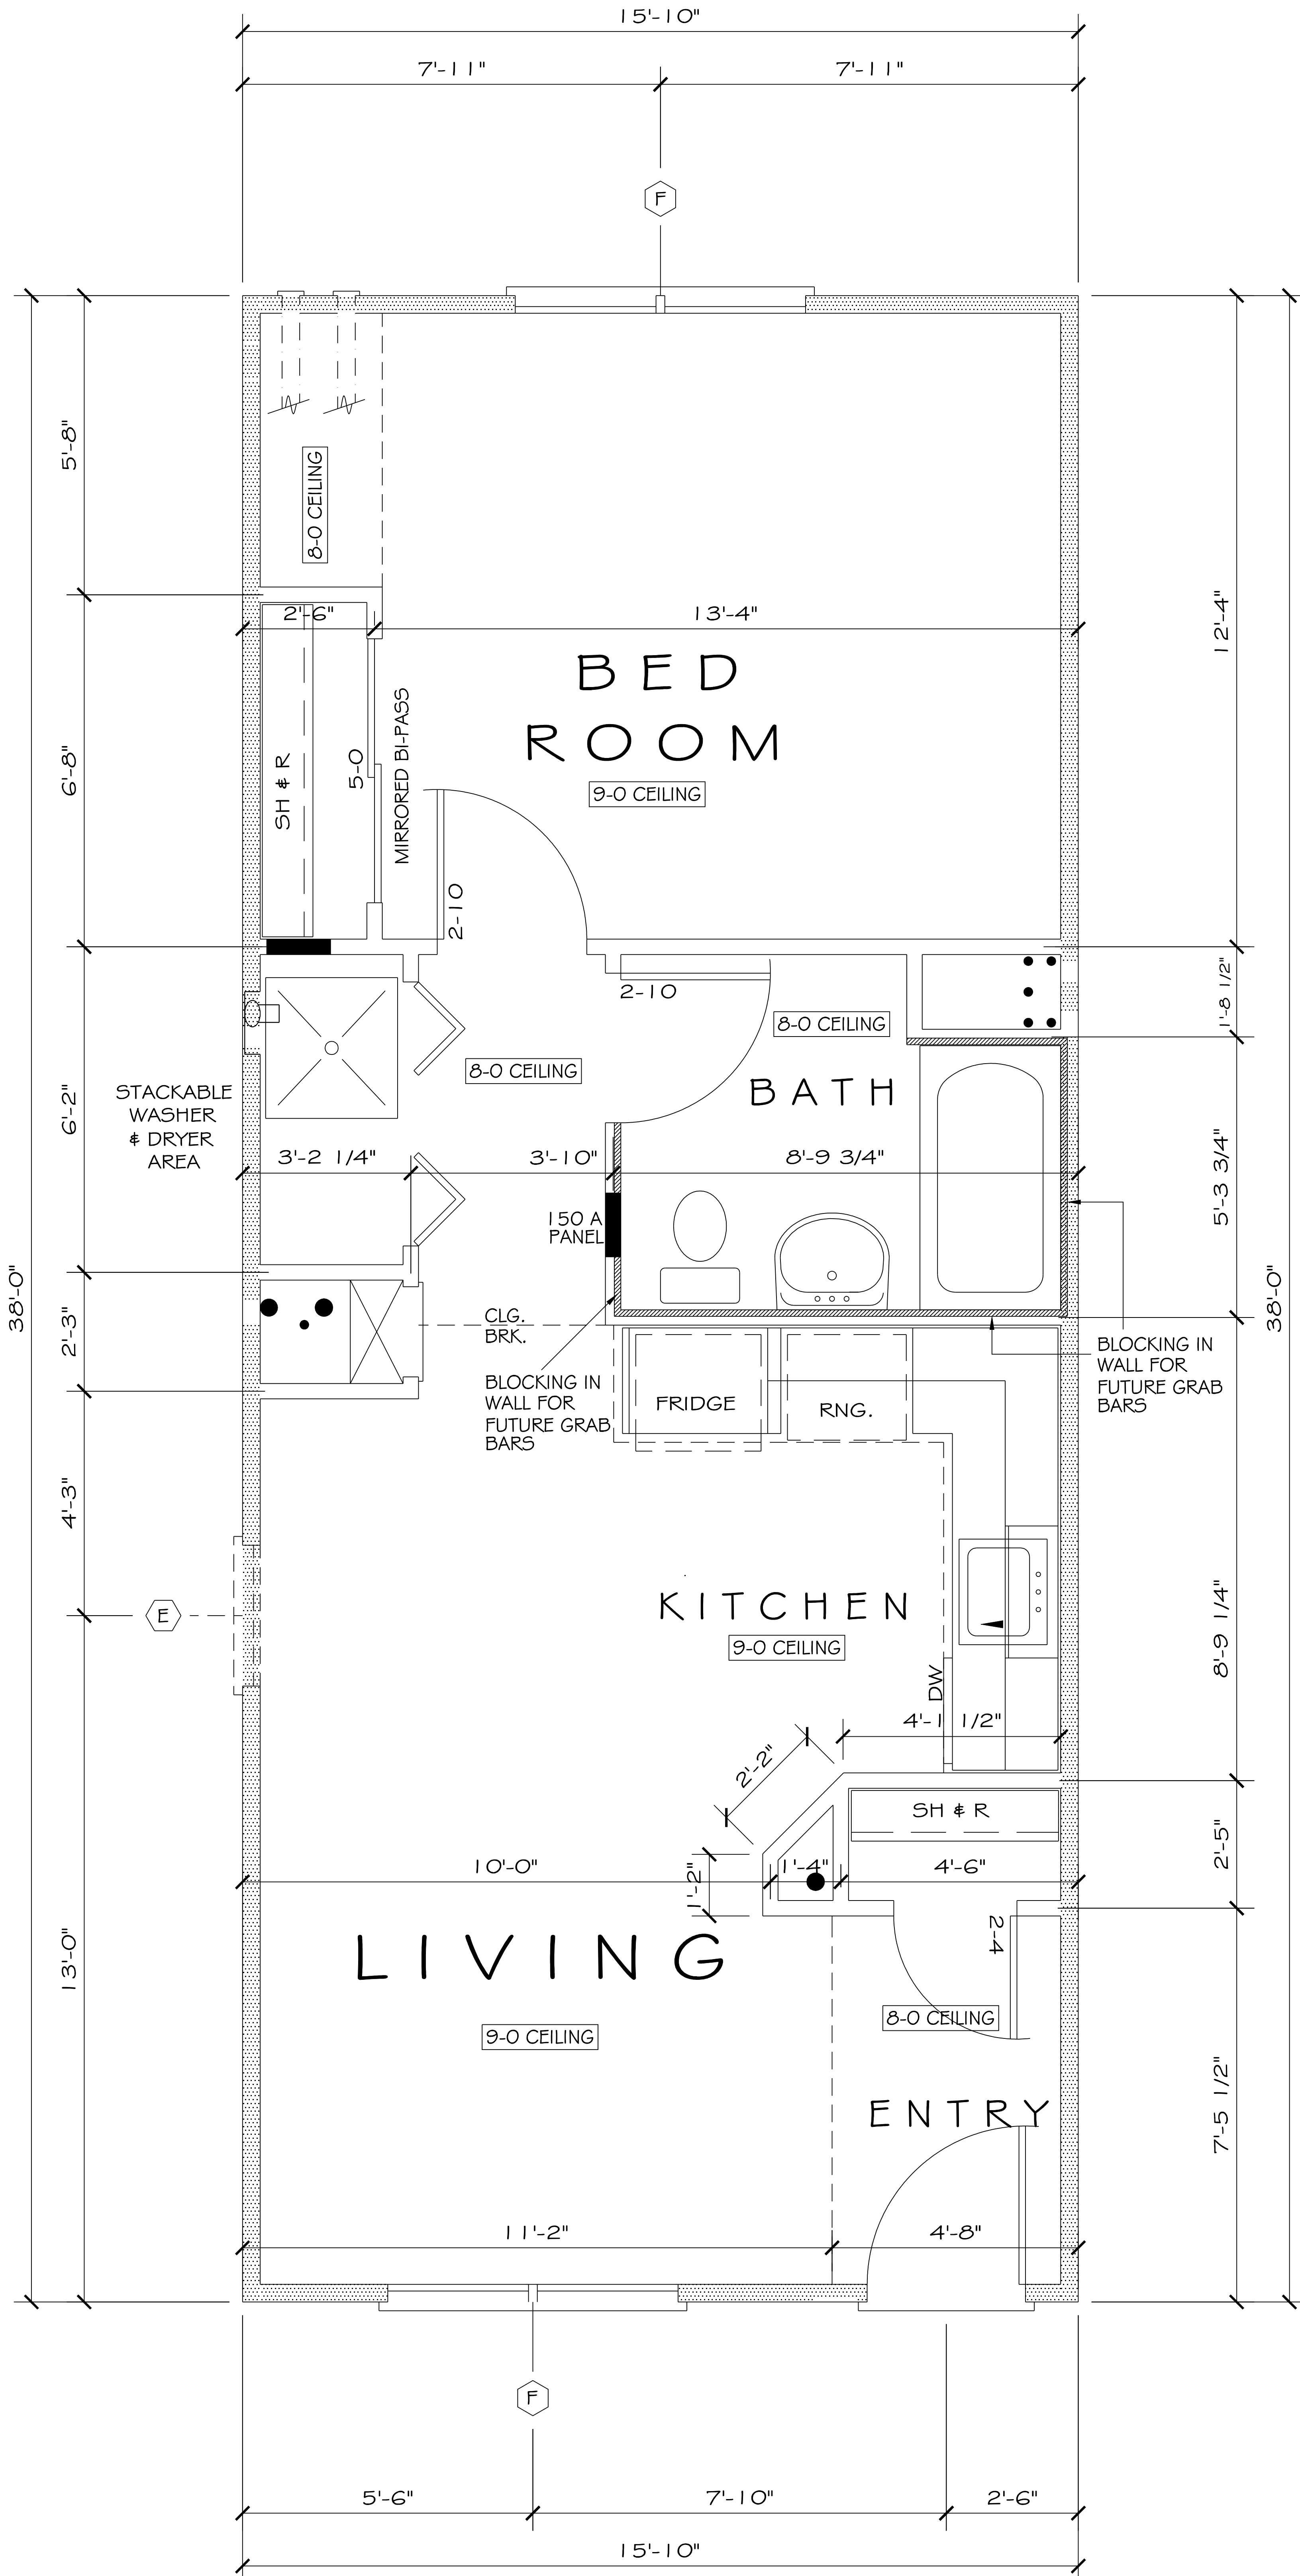 15'-10"
7'-11"
7'-11"
F
5'-8"
8-0 CEILING
12'-4"
2'-6"
13'-4"
BED
ROOM
9-0 CEILING
6'-8"
SH & R
5-0
MIRRORED BI-PASS
2-10
2-10
8-0 CEILING
1'-8 1/2"
8-0 CEILING
BATH
STACKABLE
WASHER
& DRYER
AREA
6'-2"
3'-2 1/4"
3'-10"
8'-9 3/4"
5'-3 3/4"
150 A
PANEL
38'-0"
38'-0"
2'-3"
CLG.
BRK.
BLOCKING IN
WALL FOR
FUTURE GRAB
BARS
BLOCKING IN
WALL FOR
FUTURE GRAB
BARS
FRIDGE
RNG.
4'-3"
E
KITCHEN
9-0 CEILING
8'-9 1/4"
DW
4'-1 1/2"
2'-2"
SH & R
2'-5"
10'-0"
1'-2"
1'-4"
4'-6"
2-4
LIVING
13'-0"
8-0 CEILING
9-0 CEILING
ENTRY
7'-5 1/2"
11'-2"
4'-8"
F
5'-6"
7'-10"
2'-6"
15'-10"